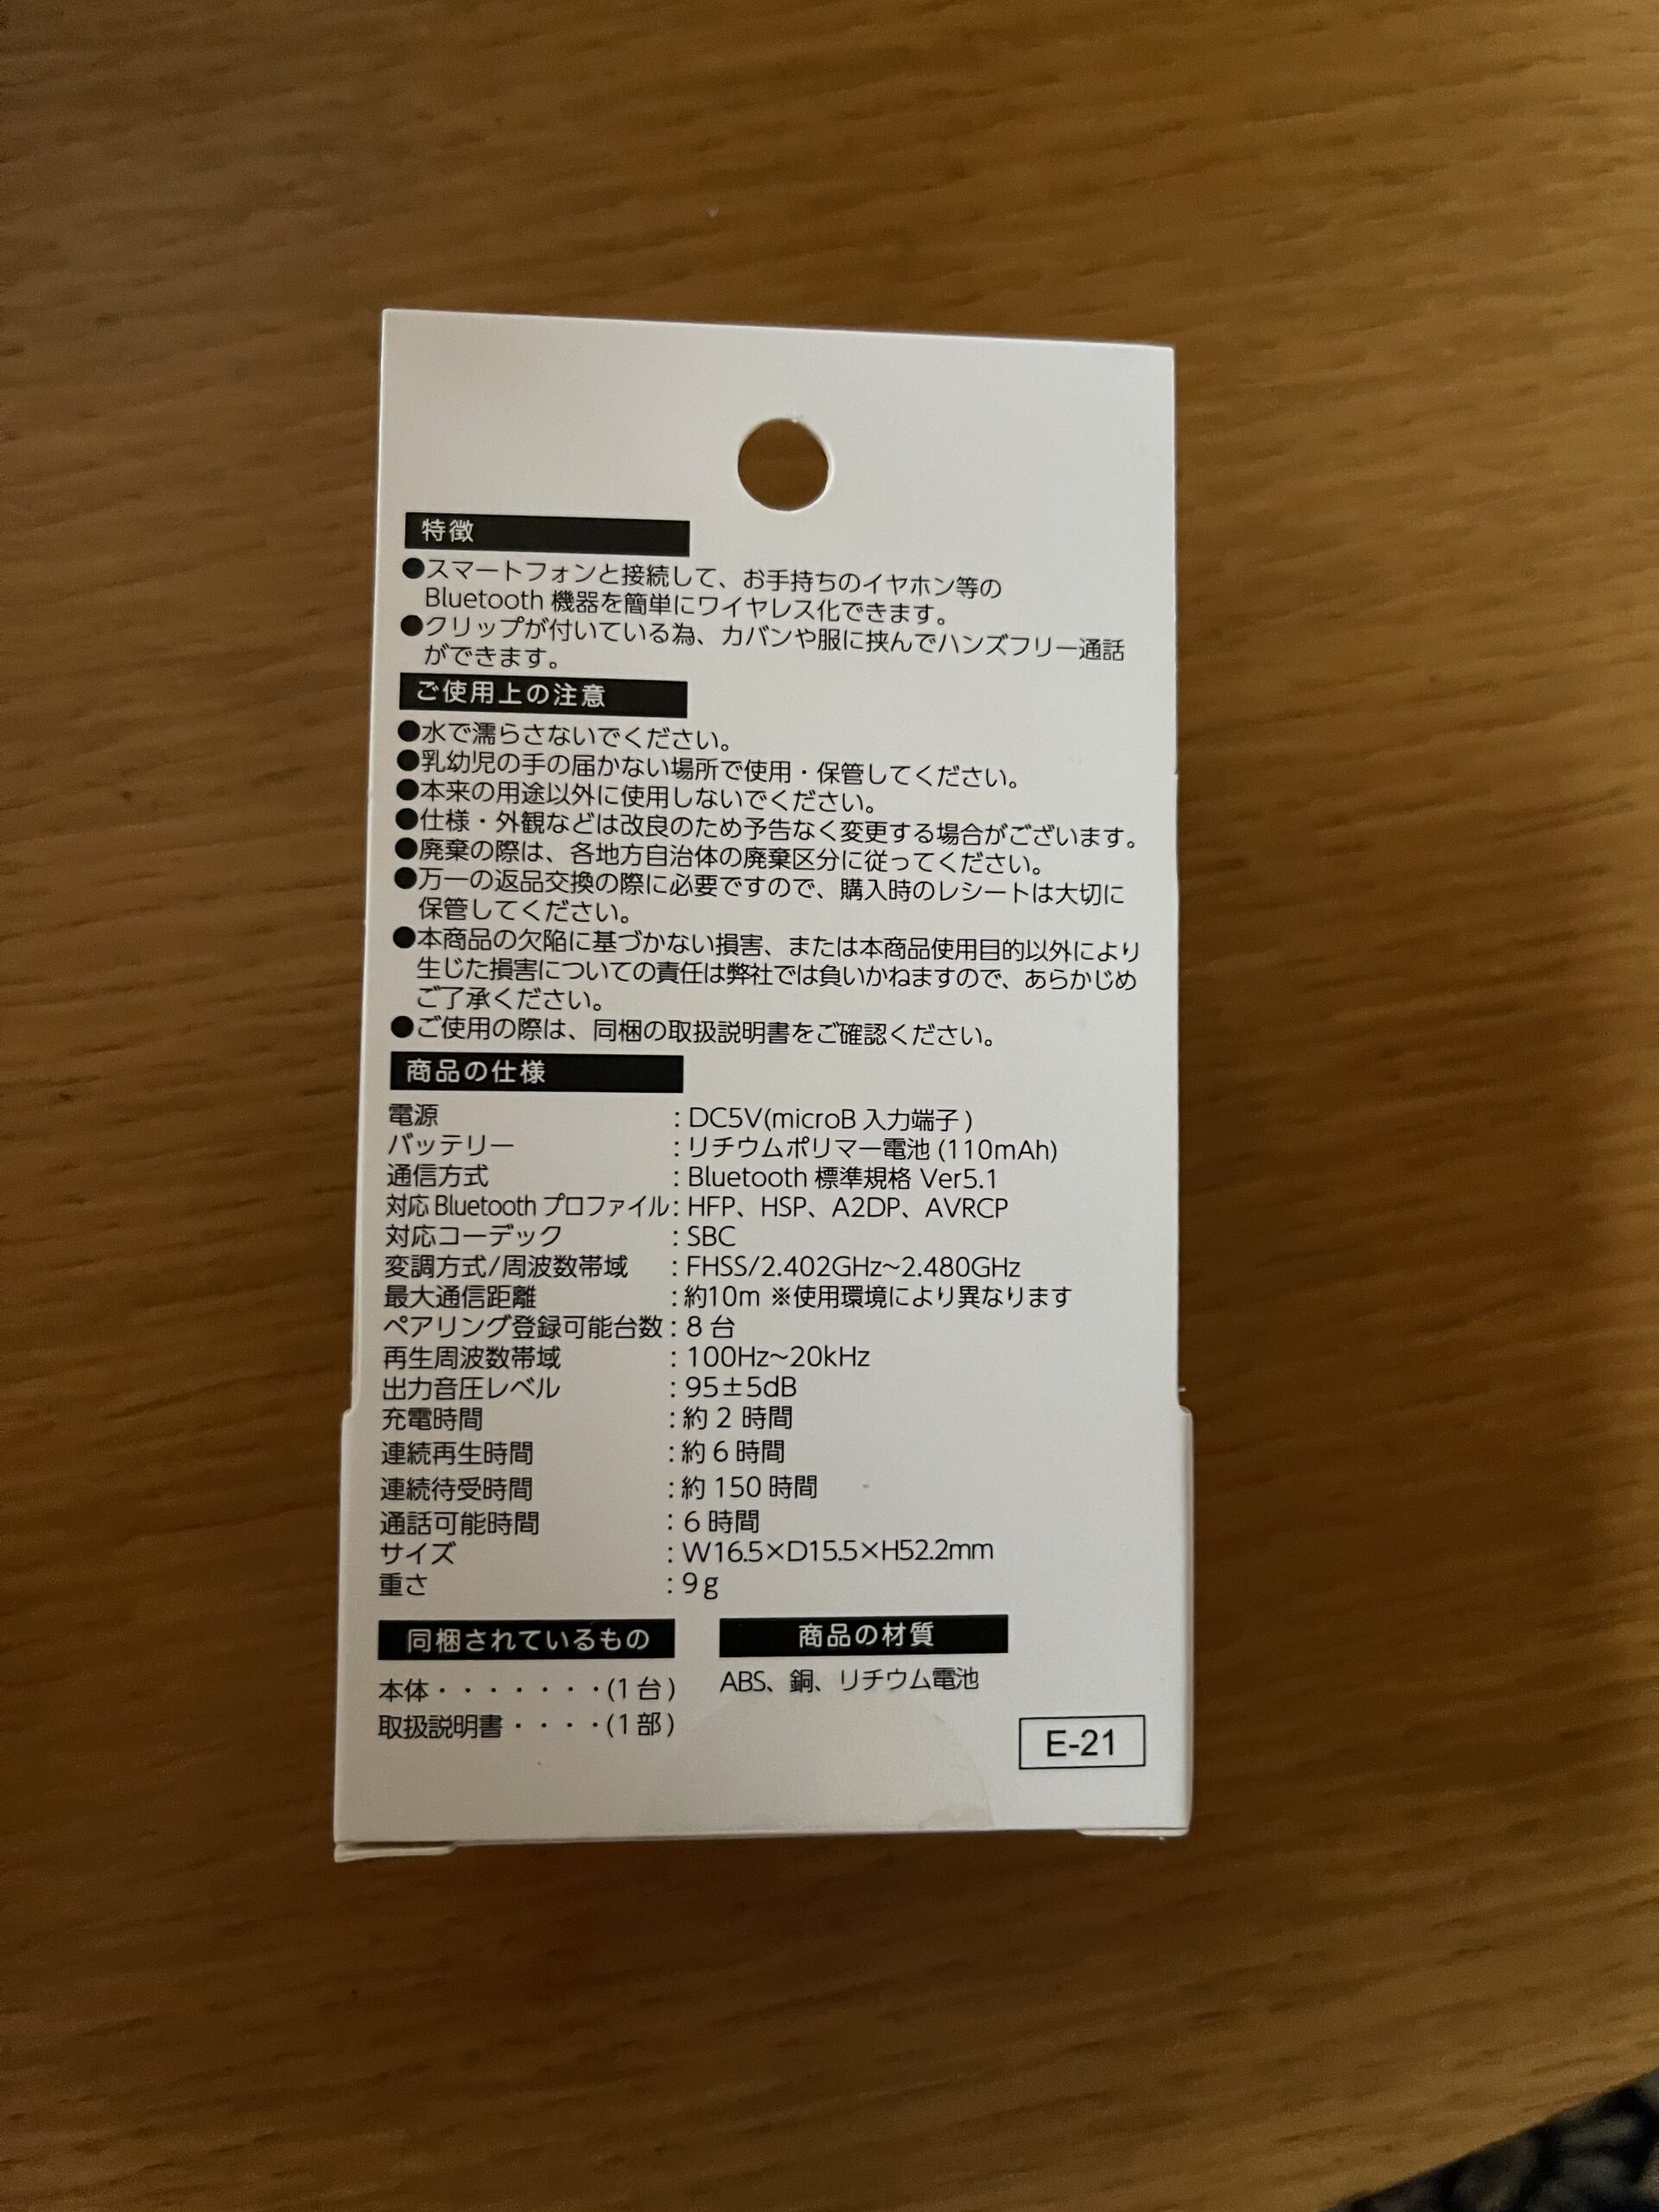 特徴
●スマートフォンと接続して、お手持ちのイヤホン等の
Bluetooth 機器を簡単にワイヤレス化できます。
●クリップが付いている為、カバンや服に挟んでハンズフリー通話
ができます。
ご使用上の注意
●水で濡らさないでください。
●乳幼児の手の届かない場所で使用・保管してください。
●本来の用途以外に使用しないでください。
●仕様・外観などは改良のため予告なく変更する場合がございます。
●廃棄の際は、各地方自治体の廃棄区分に従ってください。
●万一の返品交換の際に必要ですので、購入時のレシートは大切に
保管してください。
●本商品の欠陥に基づかない損害、または本商品使用目的以外により
生じた損害についての責任は弊社では負いかねますので、あらかじめ
ご了承ください。
●ご使用の際は、同梱の取扱説明書をご確認ください。
商品の仕様
電源 : DC5V(microB 入力端子 )
バッテリー : リチウムポリマー電池 (110mAh)
通信方式 : Bluetooth 標準規格 Ver5.1
対応 Bluetooth プロファイル : HFP、HSP、A2DP、AVRCP
対応コーデック : SBC
変調方式/周波数帯域 : FHSS/2.402GHz~2.480GHz
最大通信距離 : 約10m ※使用環境により異なります
ペアリング登録可能台数 : 8 台
再生周波数帯域 : 100Hz~20kHz
出力音圧レベル : 95±5dB
充電時間 : 約 2 時間
連続再生時間 : 約 6 時間
連続待受時間 : 約 150 時間
通話可能時間 : 6 時間
サイズ : W16.5×D15.5×H52.2mm
重さ : 9g
同梱されているもの
本体・・・・・・・(1 台 )
取扱説明書・・・・(1 部 )
商品の材質
ABS、銅、リチウム電池
E-21